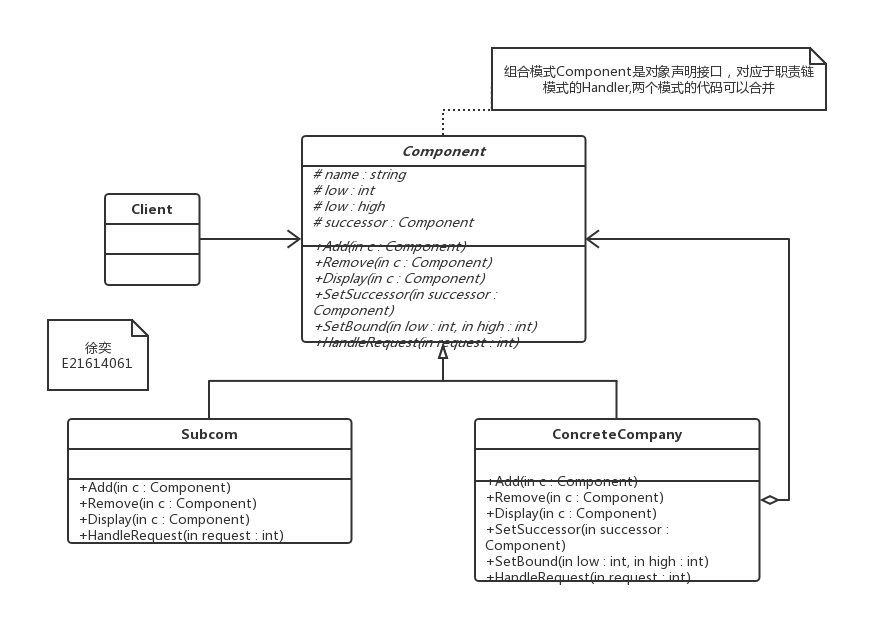 组合模式Component是对象声明接口，对应于职责链
模式的Handler,两个模式的代码可以合并
Component
# name : string
# low : int
# low : high
# successor : Component
+Add(in c : Component)
+Remove(in c : Component)
+Display(in c : Component)
+SetSuccessor(in successor :
Component)
+SetBound(in low : int, in high : int)
+HandleRequest(in request : int)
Client
徐奕
E21614061
Subcom
+Add(in c : Component)
+Remove(in c : Component)
+Display(in c : Component)
+HandleRequest(in request : int)
ConcreteCompany
+Add(in c : Component)
+Remove(in c : Component)
+Display(in c : Component)
+SetSuccessor(in successor :
Component)
+SetBound(in low : int, in high : int)
+HandleRequest(in request : int)